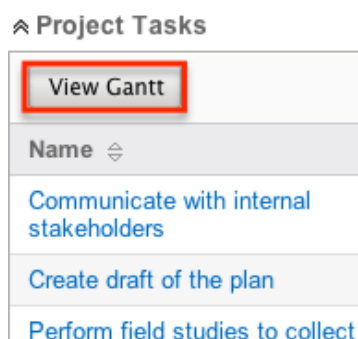 Project Tasks
View Gantt
Name
Communicate with internal
stakeholders
Create draft of the plan
Perform field studies to collect